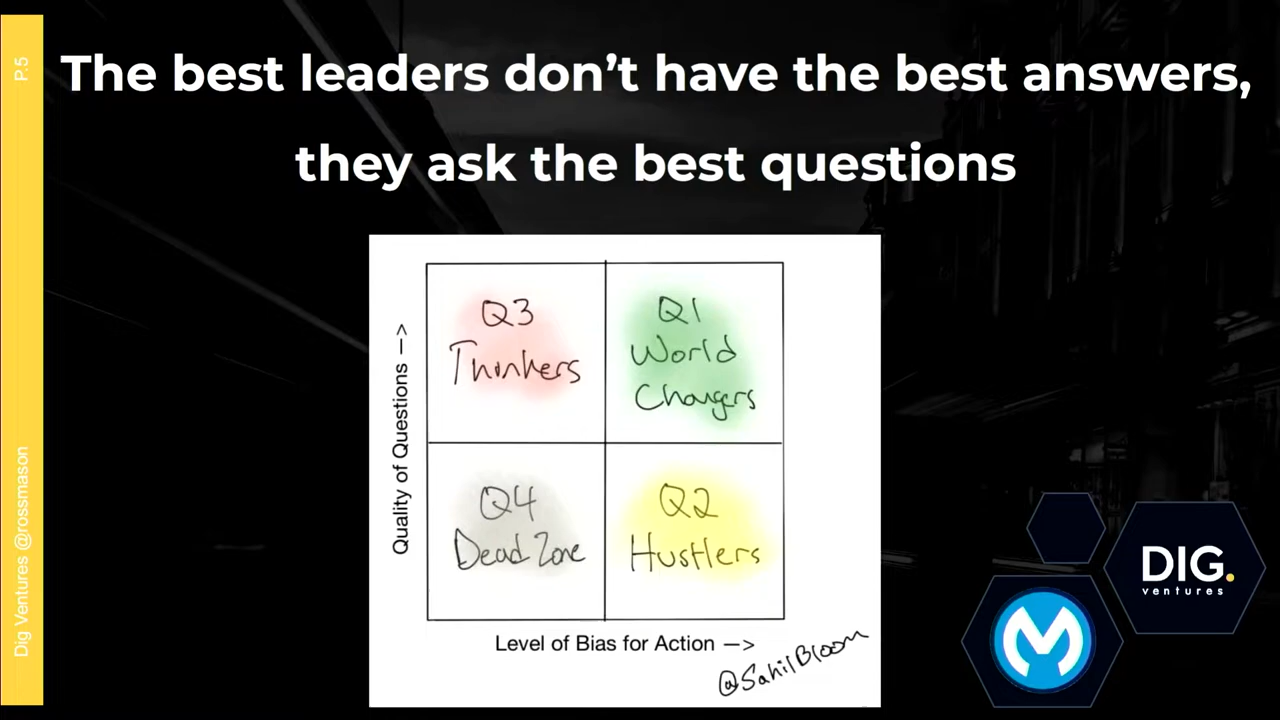 P.5
Dig Ventures @rossmason
The best leaders don’t have the best answers,
they ask the best questions
Quality of Questions —>
Q3
Thinkers
Q1
World
Changers
Q4
Dead Zone
Q2
Hustlers
Level of Bias for Action —>
@SahilBloom
DIG.
ventures